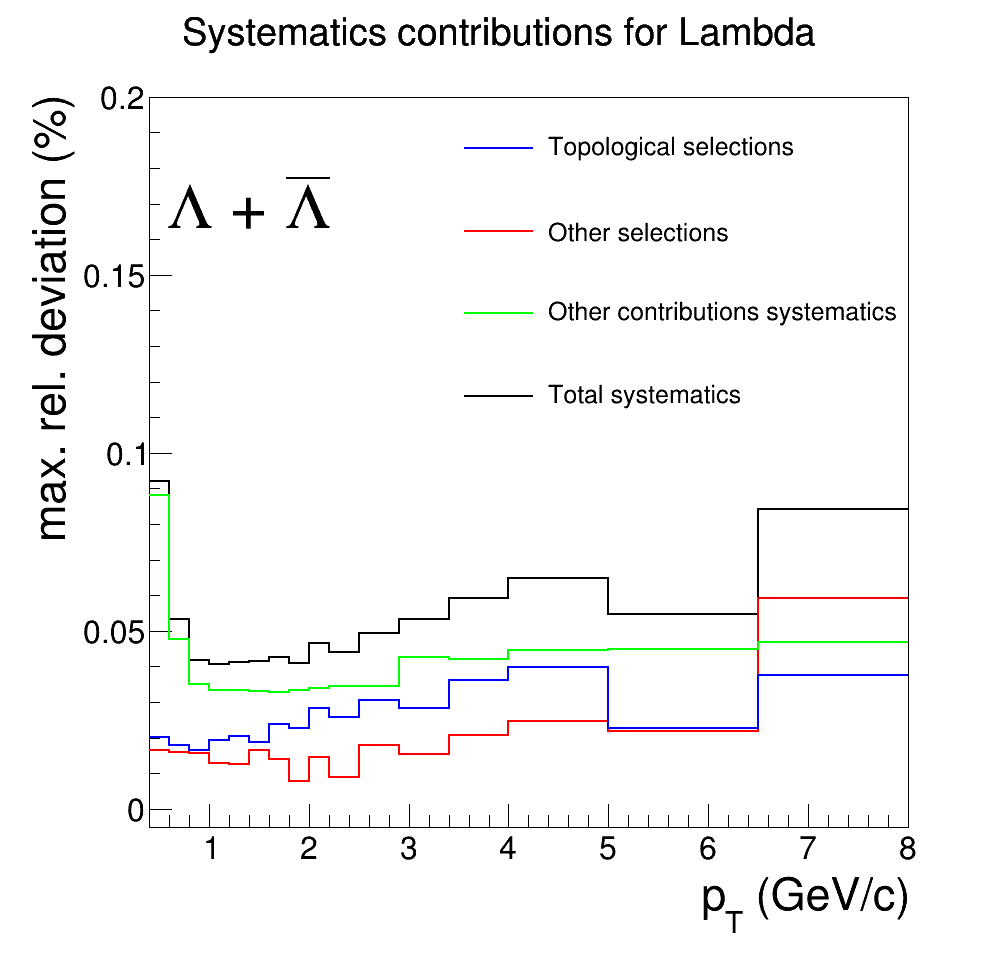 Systematics contributions for Lambda
max. rel. deviation (%)
0.2
0.15
0.1
0.05
0
Λ + Λ̅
Topological selections
Other selections
Other contributions systematics
Total systematics
1 2 3 4 5 6 7 8
p_T (GeV/c)